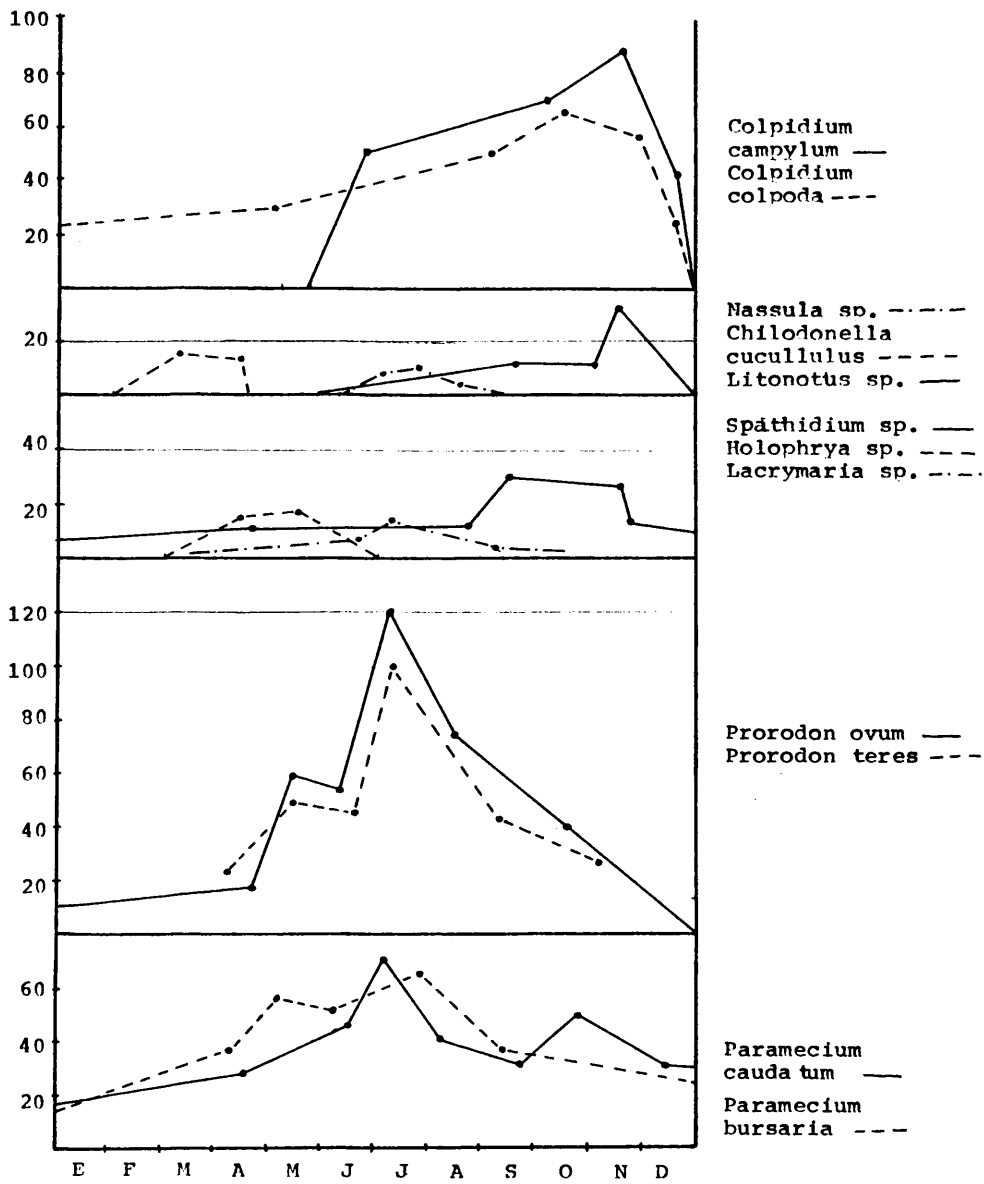 100
80
60
40
20
Colpidium
campylum
Colpidium
colpoda
20
Nassula sp.
Chilodonella
cucullulus
Litonotus sp.
40
20
Spathidium sp.
Holophrya sp.
Lacrymaria sp.
120
100
80
60
40
20
Prorodon ovum
Prorodon teres
60
40
20
Paramecium
caudatum
Paramecium
bursaria
E F M A M J J A S O N D